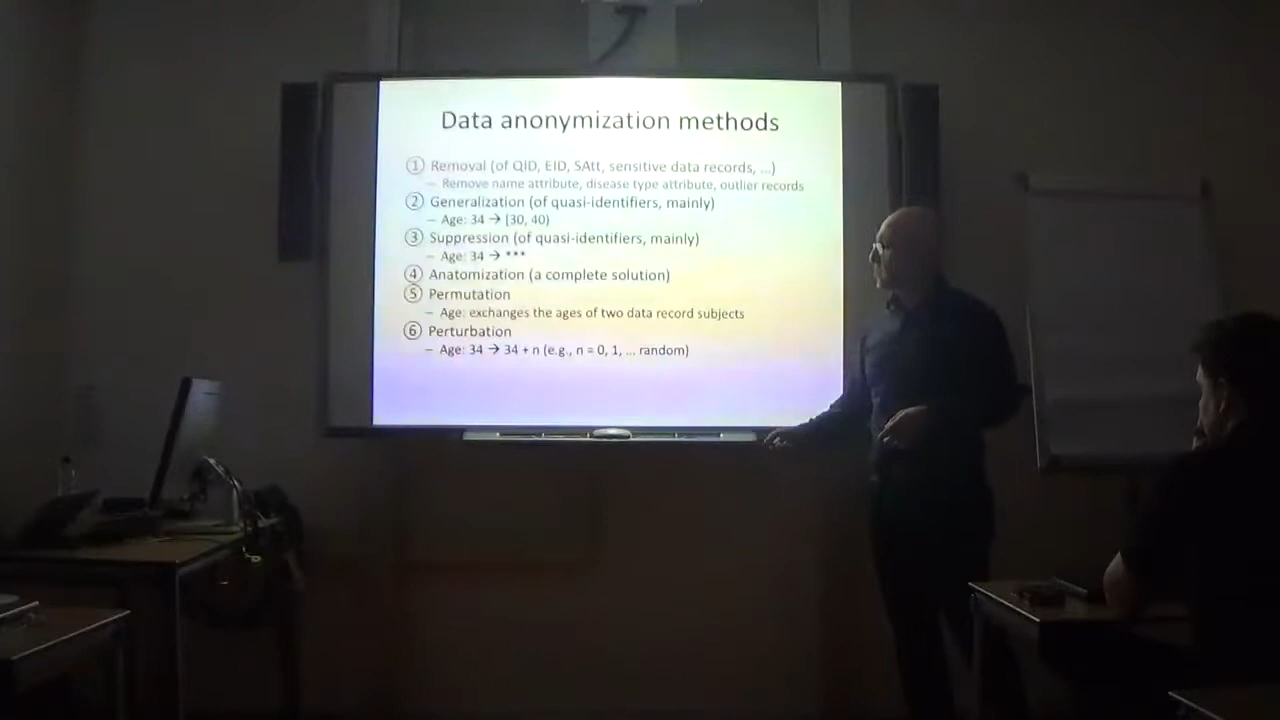 Data anonymization methods
① Removal (of QID, EID, SAtt, sensitive data records, ...)
– Remove name attribute, disease type attribute, outlier records
② Generalization (of quasi-identifiers, mainly)
– Age: 34 → [30, 40)
③ Suppression (of quasi-identifiers, mainly)
– Age: 34 → ***
④ Anatomization (a complete solution)
⑤ Permutation
– Age: exchanges the ages of two data record subjects
⑥ Perturbation
– Age: 34 → 34 + n (e.g., n = 0, 1, ... random)